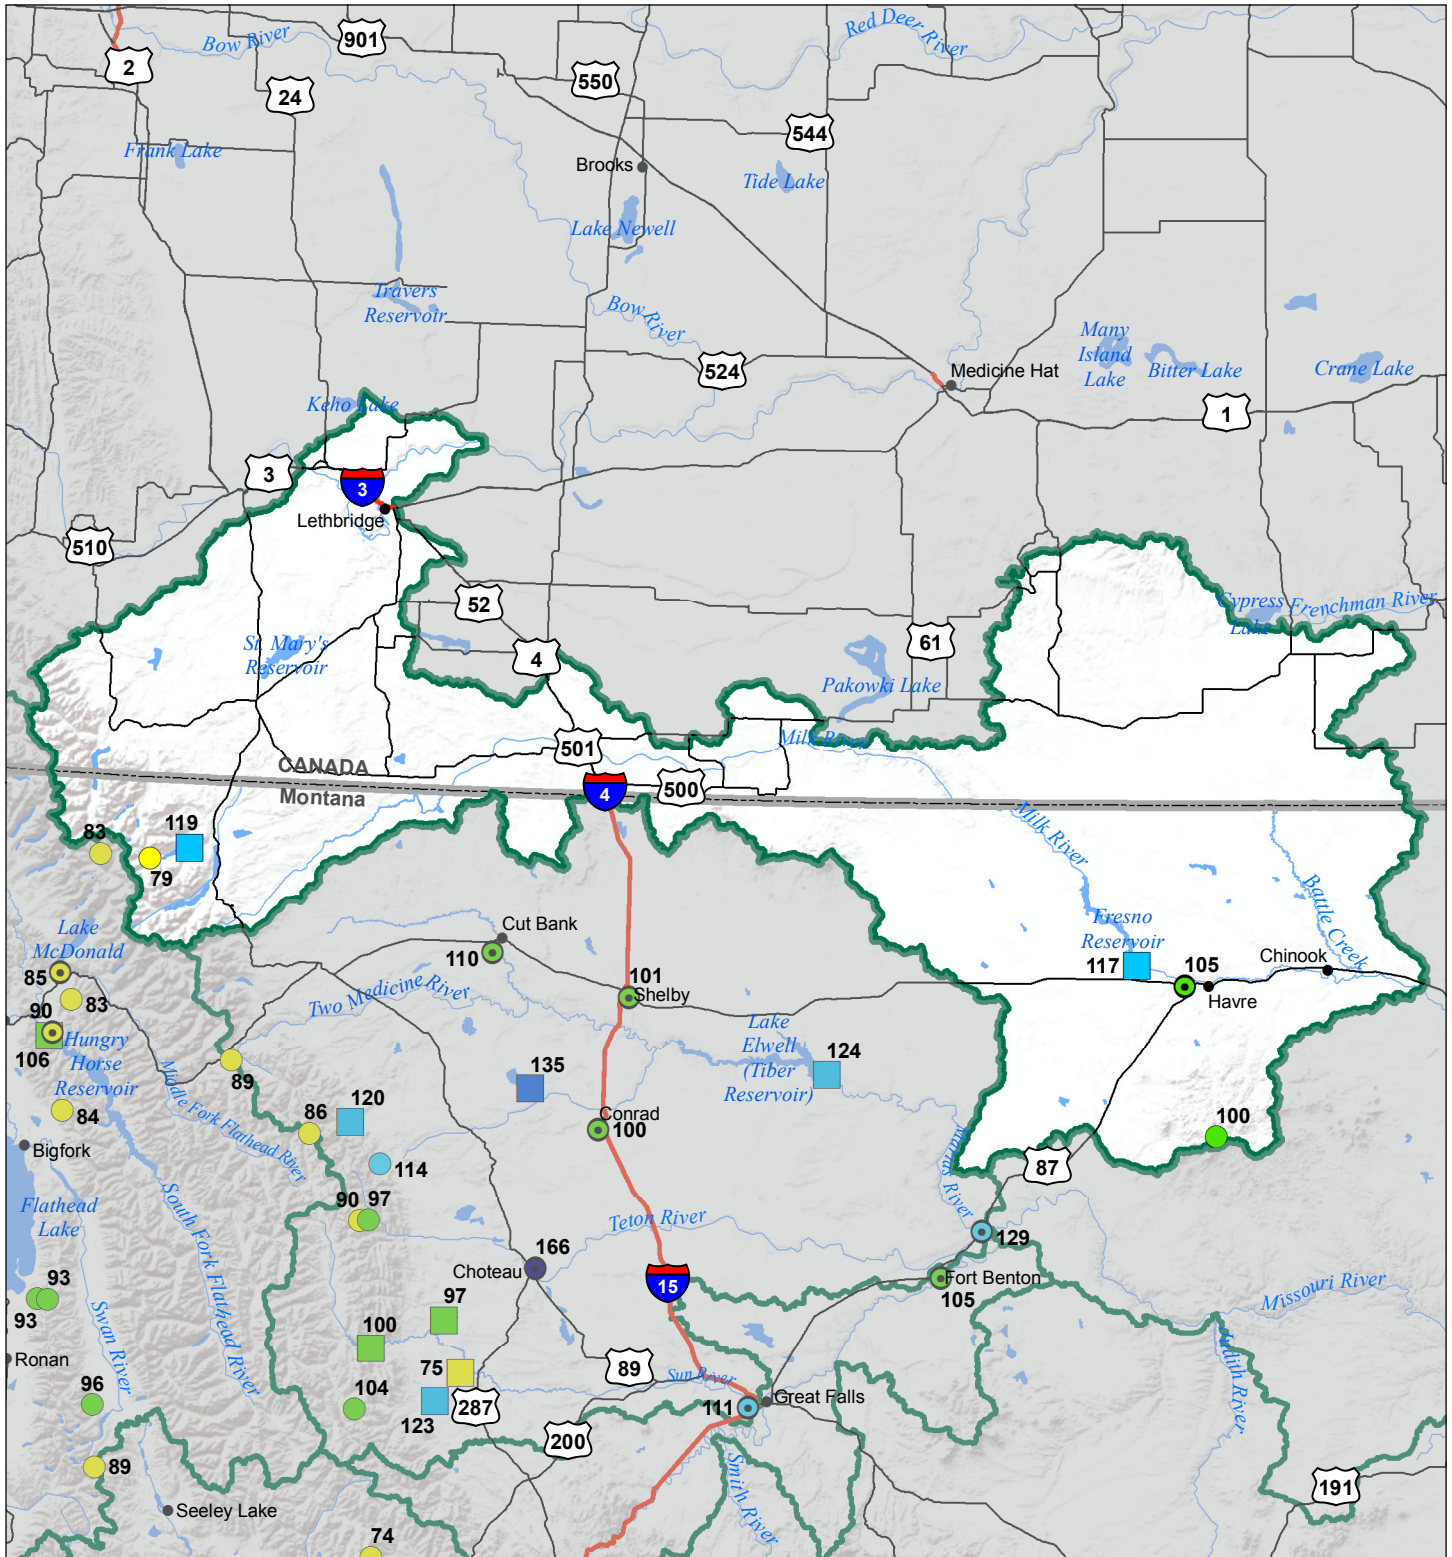 901
Bow River
Red Deer River
2
24
550
544
Frank Lake
Brooks
Tide Lake
Lake Newell
Travers
Reservoir
Bow River
Many
Island
Lake
Bitter Lake
Crane Lake
524
Medicine Hat
1
Keho Lake
3
3
Lethbridge
510
52
Cypress
Lake
Frenchman River
61
St. Mary's
Reservoir
4
Pakowki Lake
Milk River
501
CANADA
Montana
4
500
Milk River
83
119
79
Battle Creek
Fresno
Reservoir
Lake
McDonald
Cut Bank
110
117
105
Chinook
Havre
85
83
101
Shelby
Two Medicine River
90
106
Hungry
Horse
Reservoir
Lake
Elwell
(Tiber
Reservoir)
124
89
135
Middle Fork Flathead River
84
120
86
Conrad
100
100
Bigfork
114
Marias River
87
Flathead
Lake
South Fork Flathead River
90
97
Teton River
129
166
Choteau
15
Fort Benton
105
Missouri River
93
93
Swan River
97
100
Judith River
Ronan
75
89
Sun River
96
104
123
287
111
Great Falls
200
89
Smith River
191
Seeley Lake
74